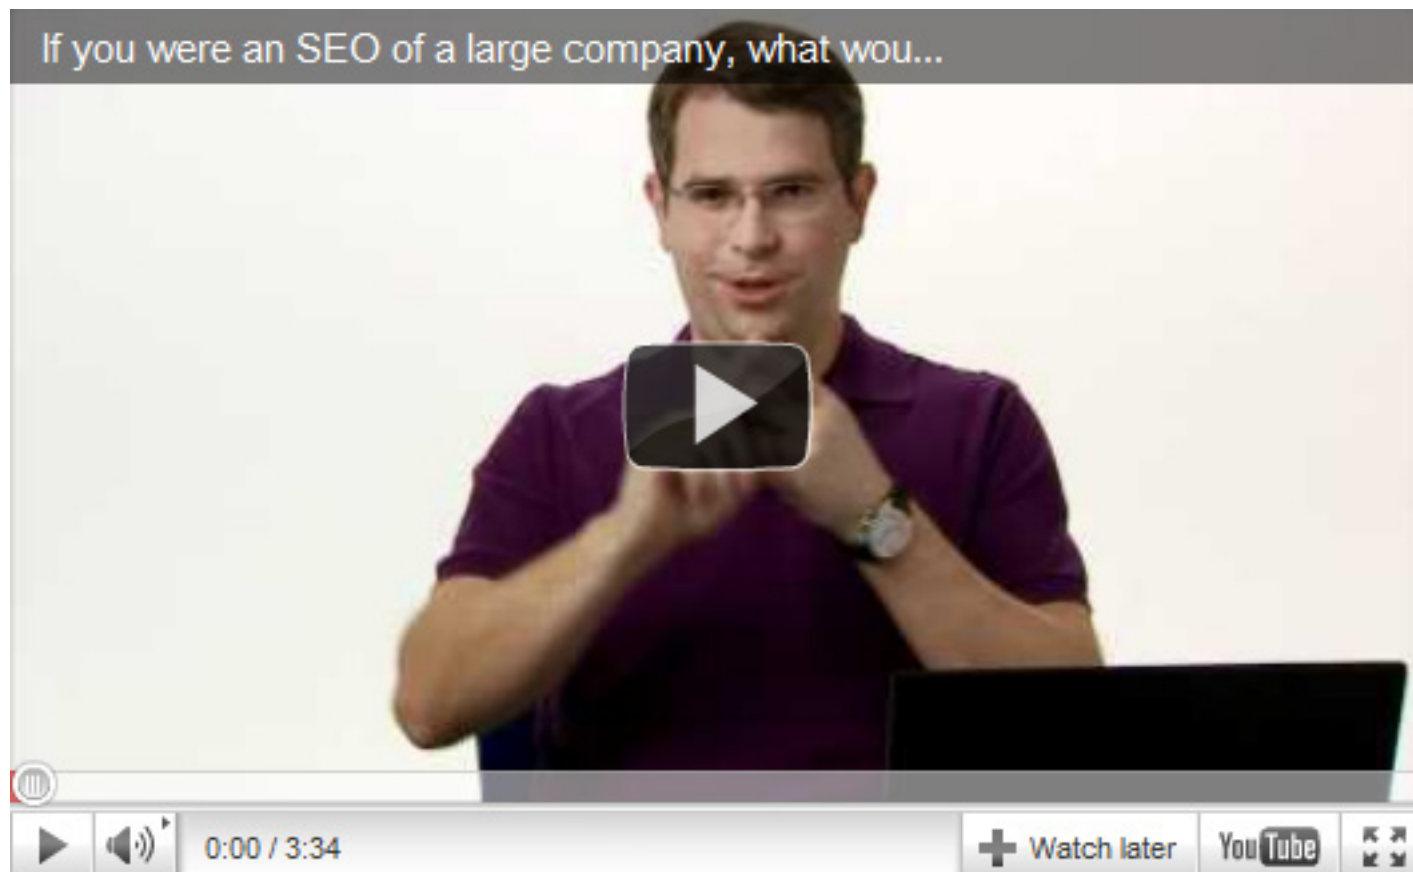 If you were an SEO of a large company, what wou...
0:00 / 3:34
Watch later
YouTube